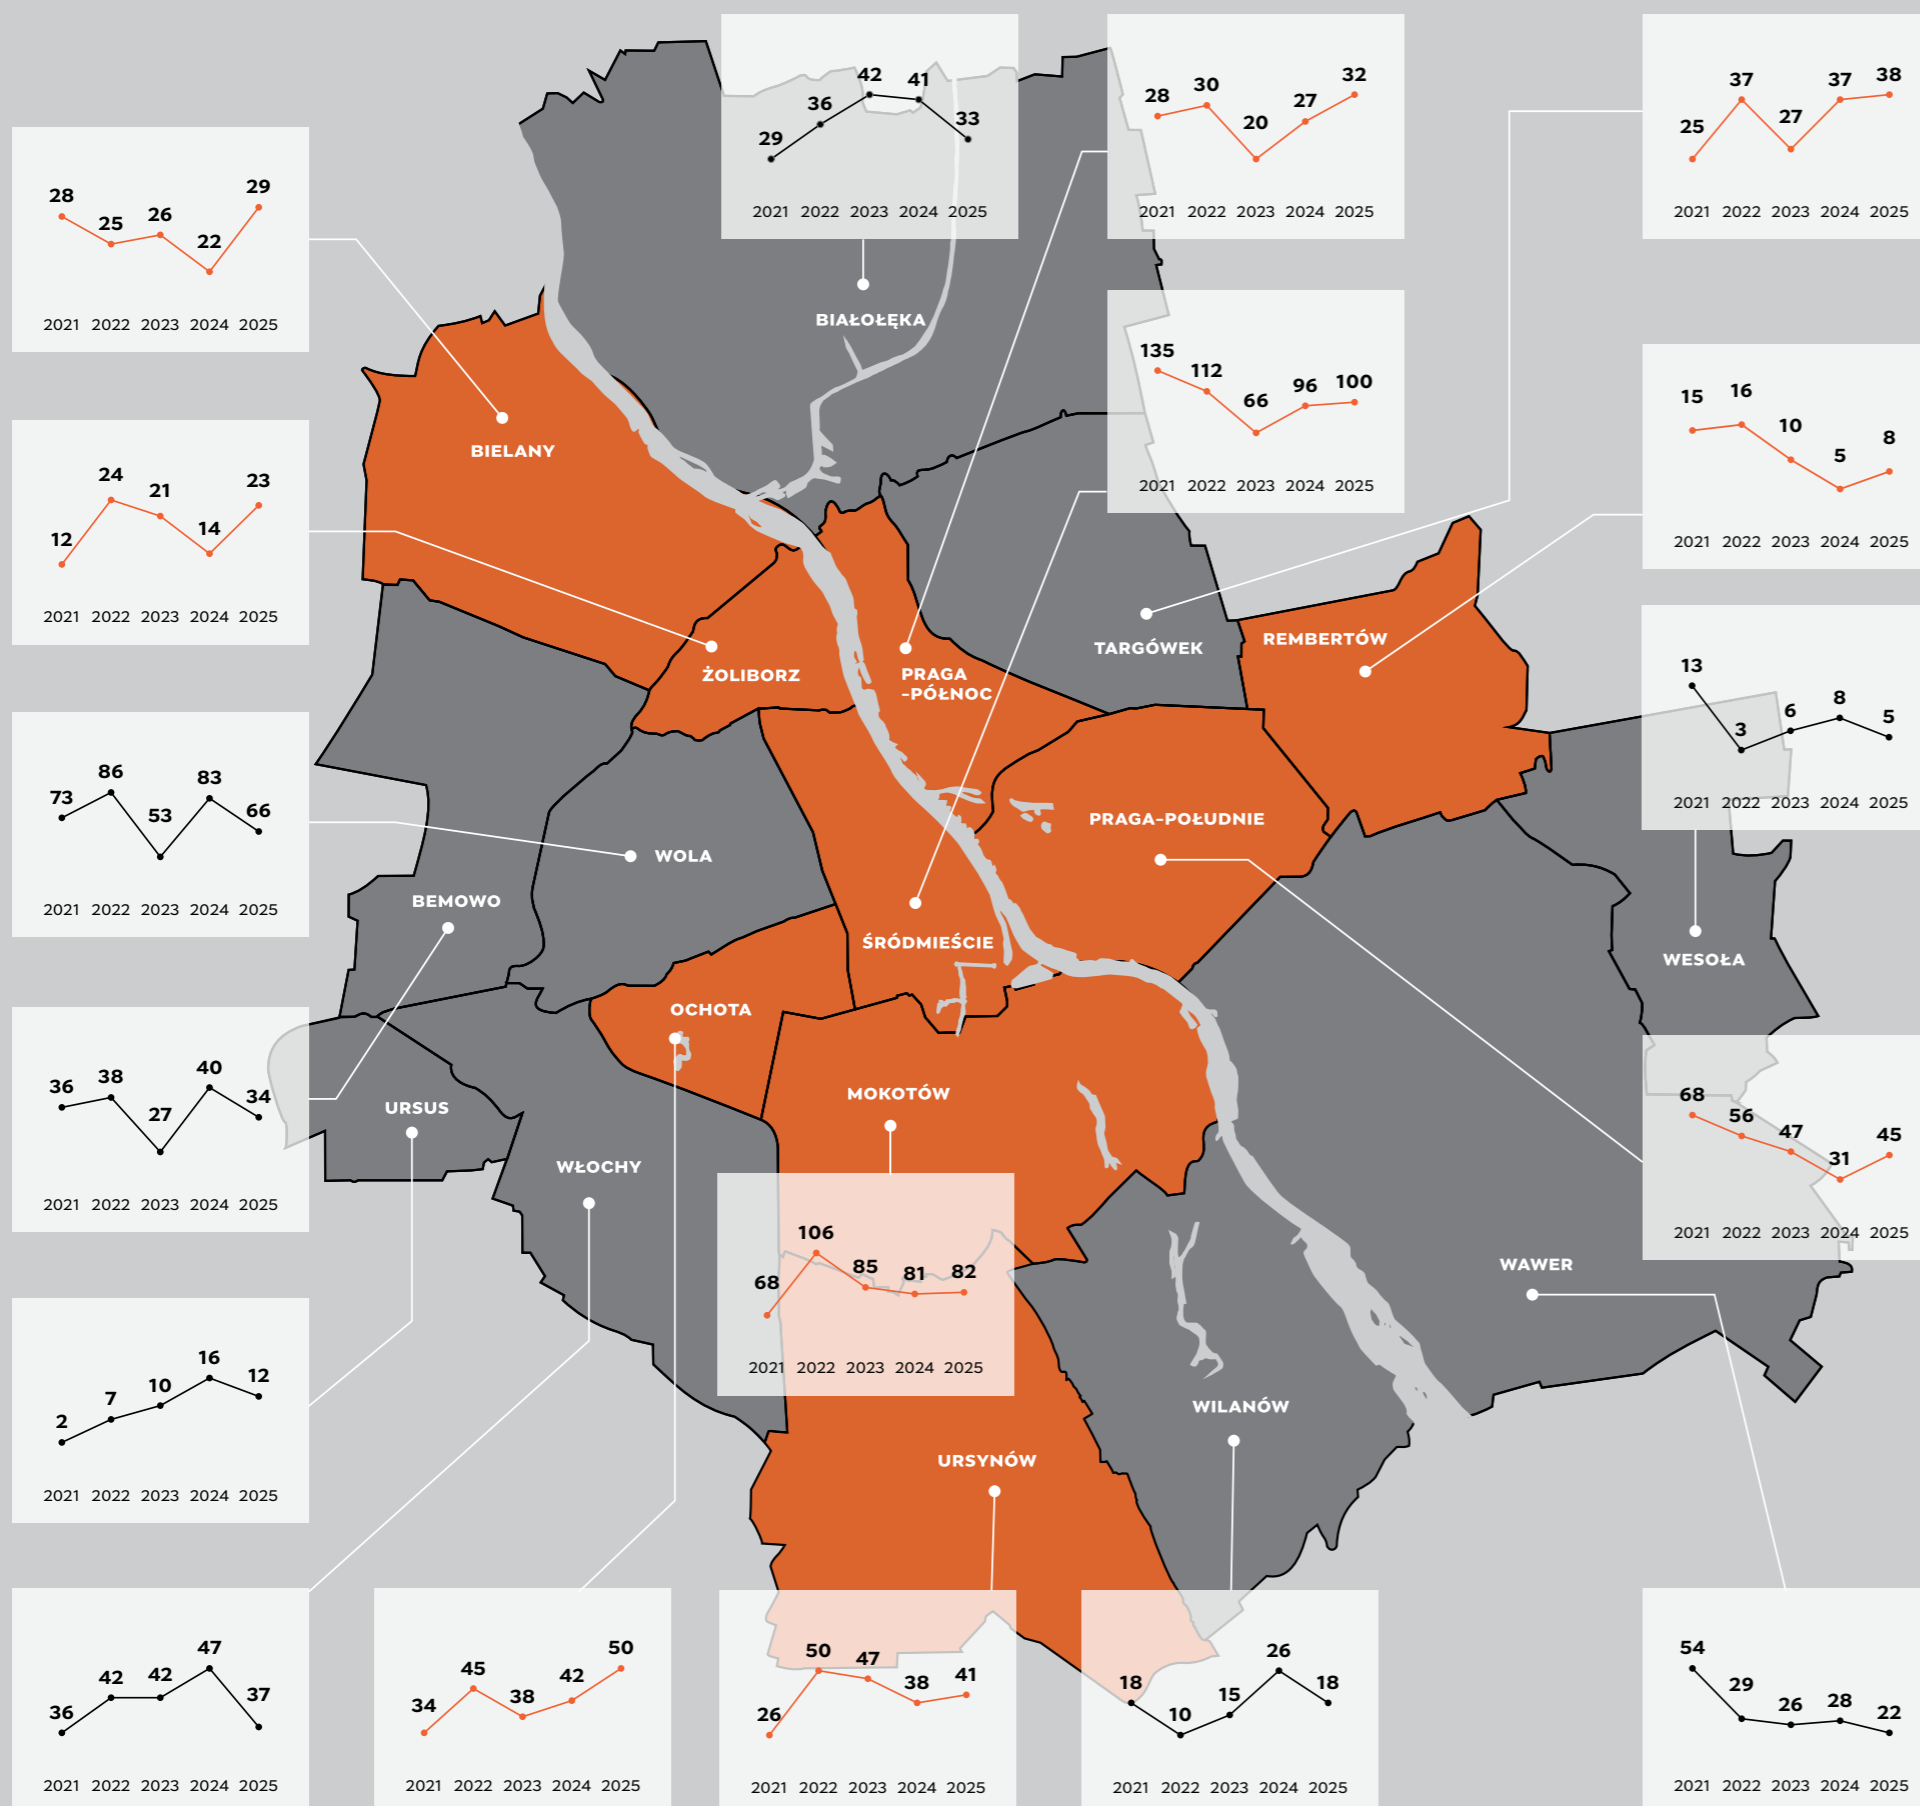 42
36
41
29
33
2021 2022 2023 2024 2025
BIAŁOŁĘKA
28
30
20
27
32
2021 2022 2023 2024 2025
25
37
27
37
38
2021 2022 2023 2024 2025
28
25
26
22
29
2021 2022 2023 2024 2025
BIELANY
135
112
66
96
100
2021 2022 2023 2024 2025
15
16
10
5
8
2021 2022 2023 2024 2025
12
24
21
14
23
2021 2022 2023 2024 2025
ŻOLIBORZ
PRAGA
-PÓŁNOC
TARGÓWEK
REMBERTÓW
13
3
6
8
5
2021 2022 2023 2024 2025
73
86
53
83
66
2021 2022 2023 2024 2025
WOLA
PRAGA-POŁUDNIE
BEMOWO
ŚRÓDMIEŚCIE
WESOŁA
OCHOTA
36
38
27
40
34
2021 2022 2023 2024 2025
URSUS
MOKOTÓW
68
56
47
31
45
2021 2022 2023 2024 2025
WŁOCHY
68
106
85
81
82
2021 2022 2023 2024 2025
WAWER
2
7
10
16
12
2021 2022 2023 2024 2025
WILANÓW
URSYNÓW
36
42
42
47
37
2021 2022 2023 2024 2025
34
45
38
42
50
2021 2022 2023 2024 2025
26
50
47
38
41
2021 2022 2023 2024 2025
18
10
15
26
18
2021 2022 2023 2024 2025
54
29
26
28
22
2021 2022 2023 2024 2025